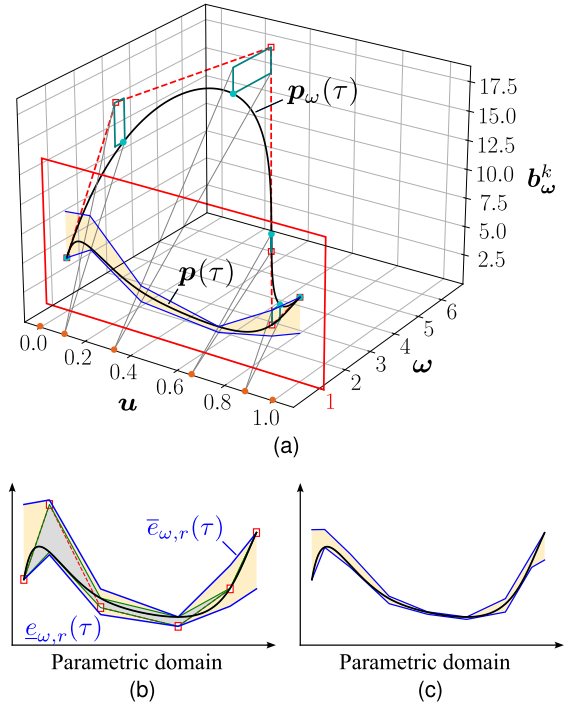 p_ω(τ)
17.5
15.0
12.5
10.0
7.5
5.0
2.5
b_ω^k
p(τ)
0.0
0.2
0.4
0.6
0.8
1.0
u
1
2
3
4
5
6
ω
(a)
e̅_{ω,r}(τ)
e̲_{ω,r}(τ)
Parametric domain
Parametric domain
(b)
(c)